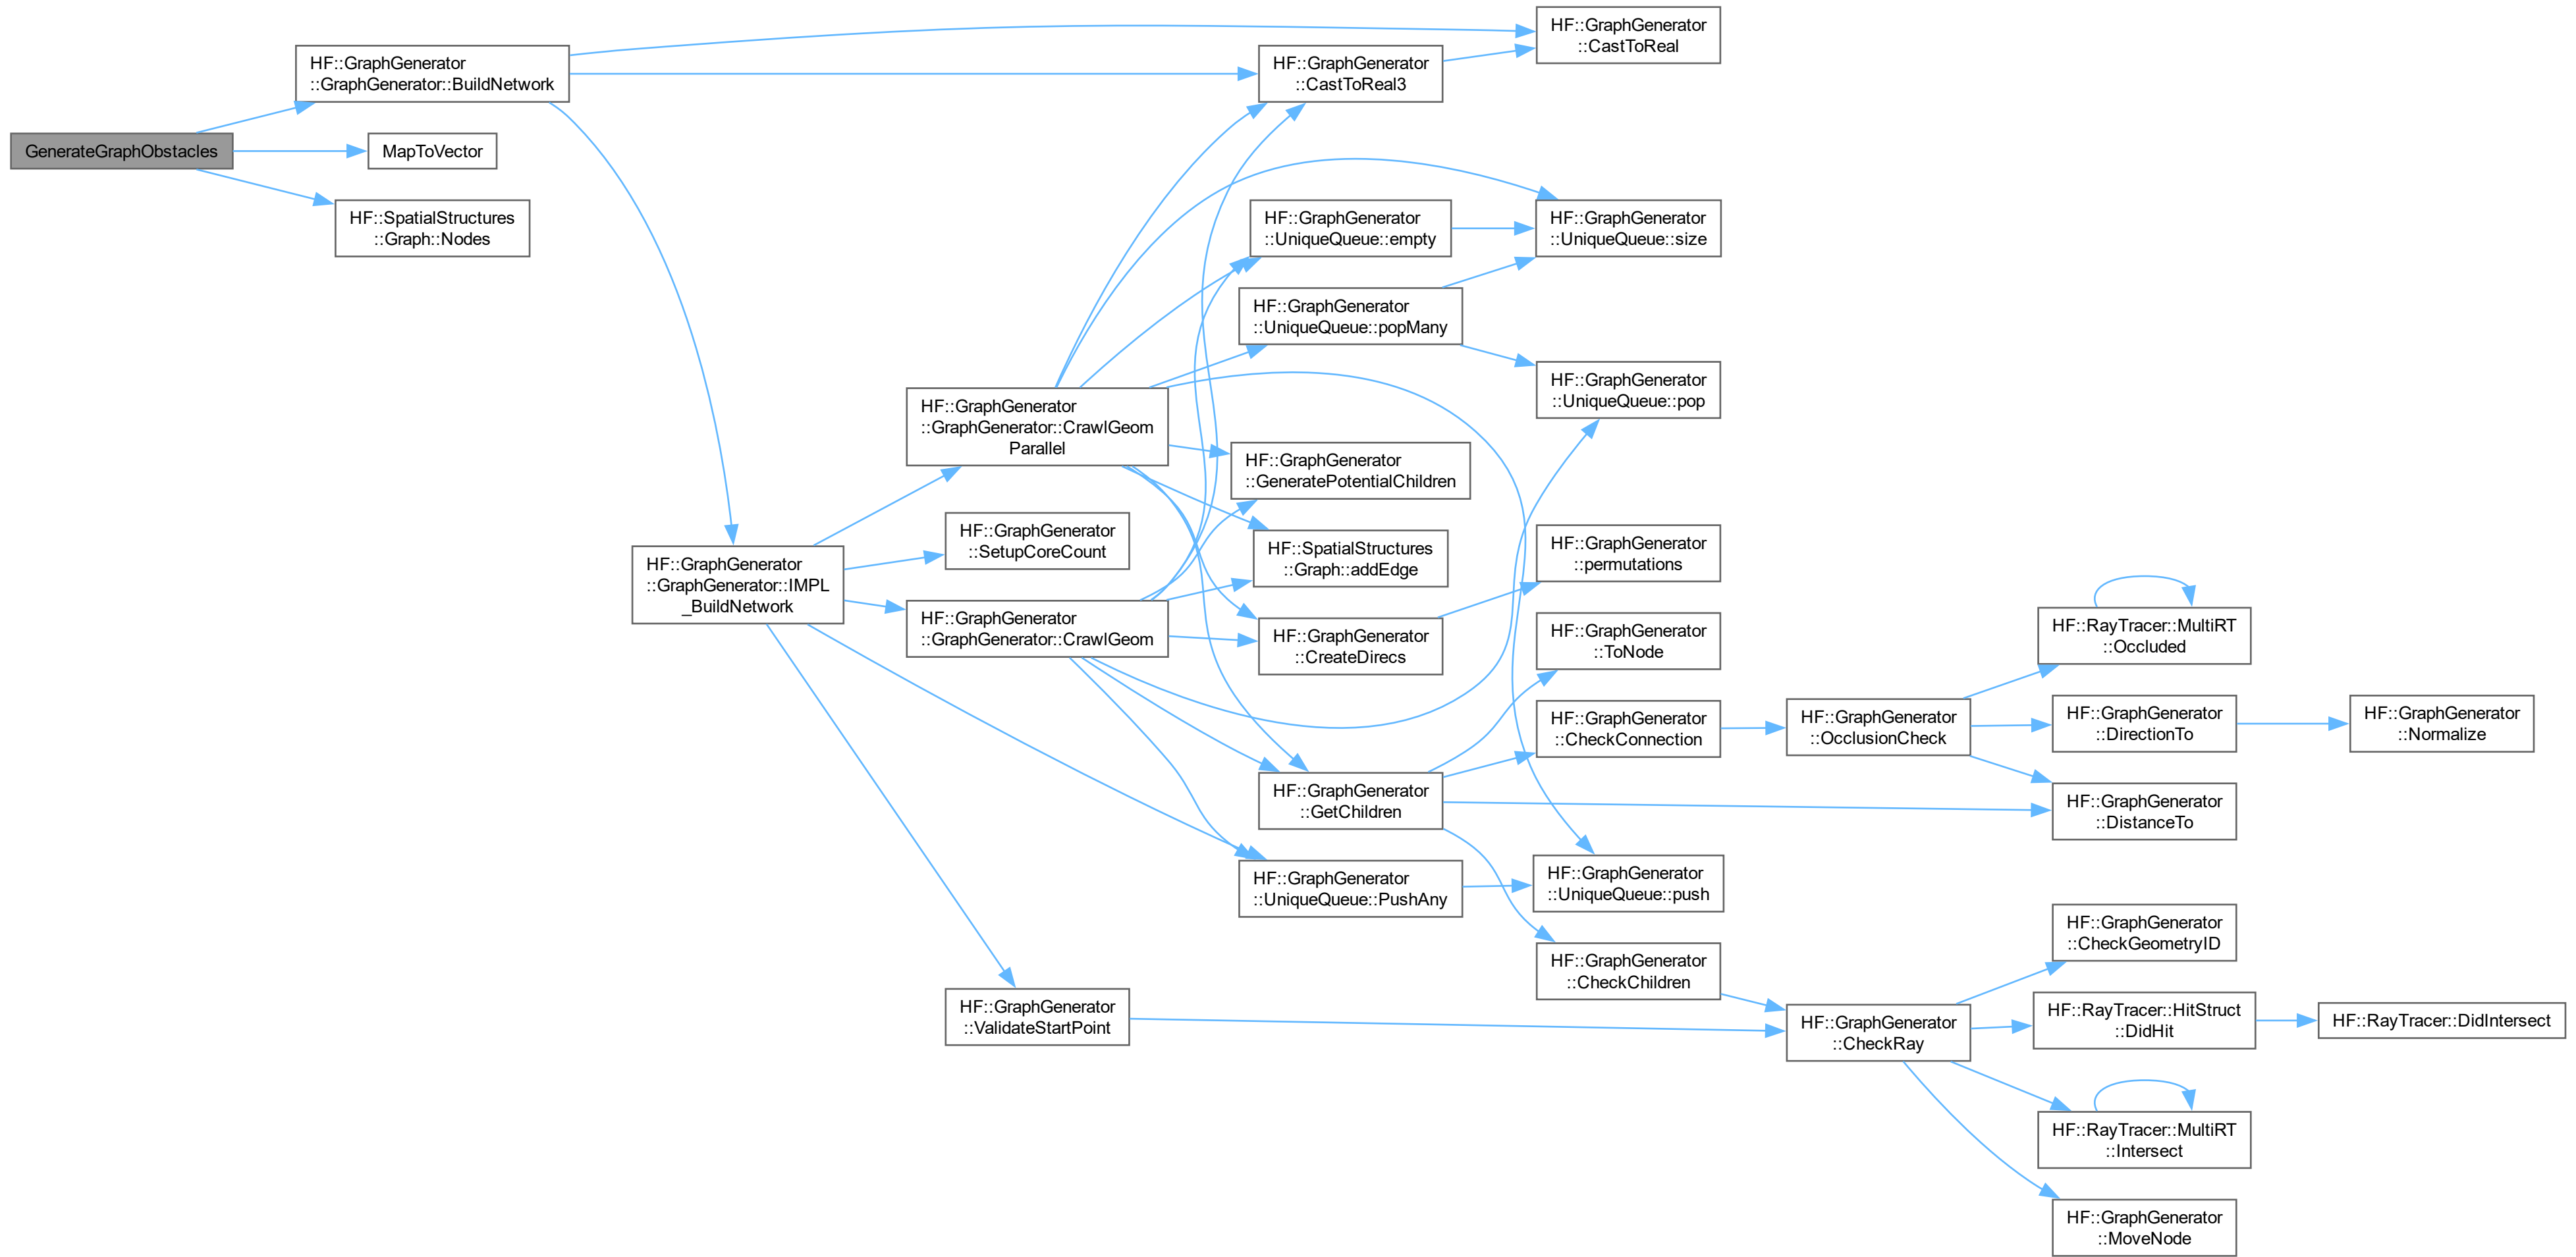 GenerateGraphObstacles
HF::GraphGenerator
::GraphGenerator::BuildNetwork
MapToVector
HF::SpatialStructures
::Graph::Nodes
HF::GraphGenerator
::GraphGenerator::IMPL
_BuildNetwork
HF::GraphGenerator
::GraphGenerator::CrawlGeom
Parallel
HF::GraphGenerator
::SetupCoreCount
HF::GraphGenerator
::GraphGenerator::CrawlGeom
HF::GraphGenerator
::ValidateStartPoint
HF::GraphGenerator
::CastToReal3
HF::GraphGenerator
::UniqueQueue::empty
HF::GraphGenerator
::UniqueQueue::popMany
HF::GraphGenerator
::GeneratePotentialChildren
HF::SpatialStructures
::Graph::addEdge
HF::GraphGenerator
::CreateDirecs
HF::GraphGenerator
::GetChildren
HF::GraphGenerator
::UniqueQueue::PushAny
HF::GraphGenerator
::CastToReal
HF::GraphGenerator
::UniqueQueue::size
HF::GraphGenerator
::UniqueQueue::pop
HF::GraphGenerator
::permutations
HF::GraphGenerator
::ToNode
HF::GraphGenerator
::CheckConnection
HF::GraphGenerator
::UniqueQueue::push
HF::GraphGenerator
::CheckChildren
HF::GraphGenerator
::OcclusionCheck
HF::GraphGenerator
::CheckRay
HF::RayTracer::MultiRT
::Occluded
HF::GraphGenerator
::DirectionTo
HF::GraphGenerator
::DistanceTo
HF::GraphGenerator
::CheckGeometryID
HF::RayTracer::HitStruct
::DidHit
HF::RayTracer::MultiRT
::Intersect
HF::GraphGenerator
::MoveNode
HF::GraphGenerator
::Normalize
HF::RayTracer::DidIntersect